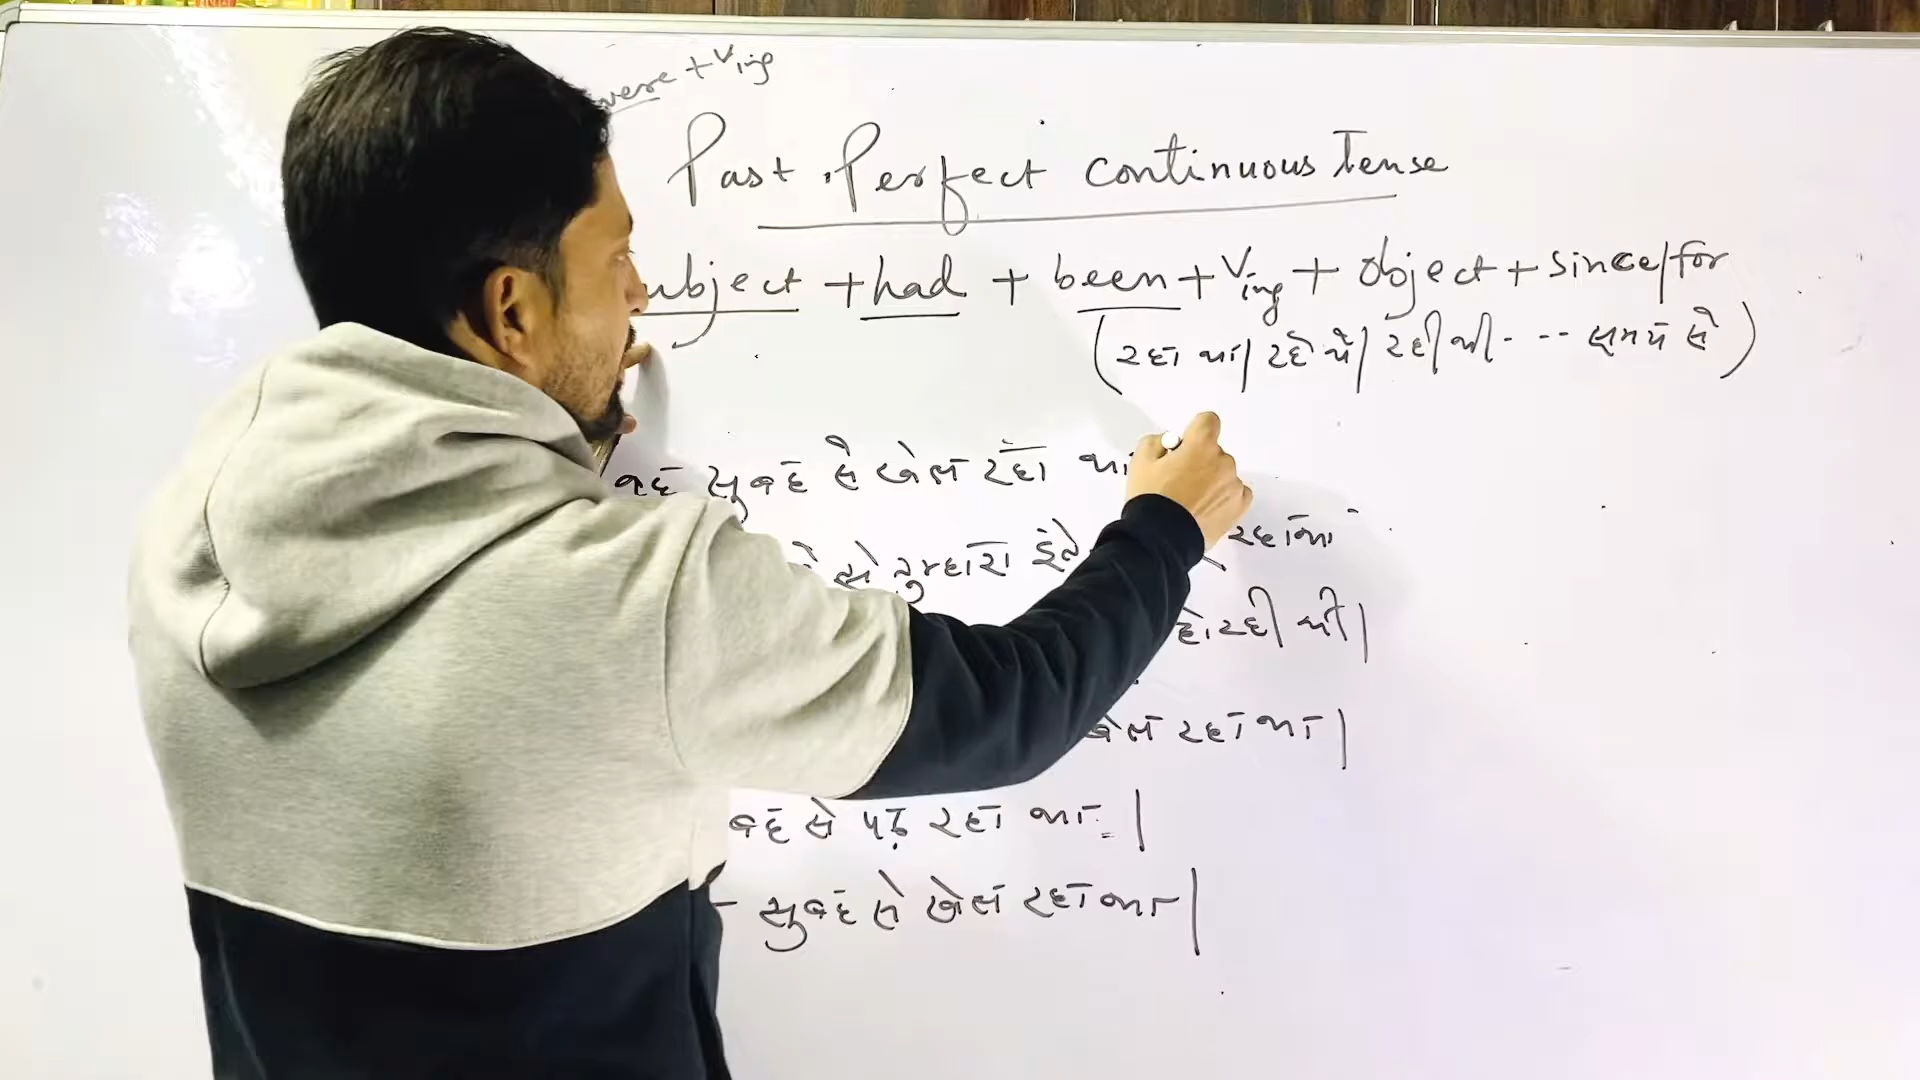 were + Ving
Past Perfect Continuous Tense
ubject + had + been + Ving + object + since/for
(रहा था/ रहे थे/ रही थी - - - - समय से)
वह सुबह से खेल रहा था
से तुम्हारा रहा था
हो रही थी।
खेल रहा था।
वह से पढ़ रहा था।
- सुबह से खेल रहा था।